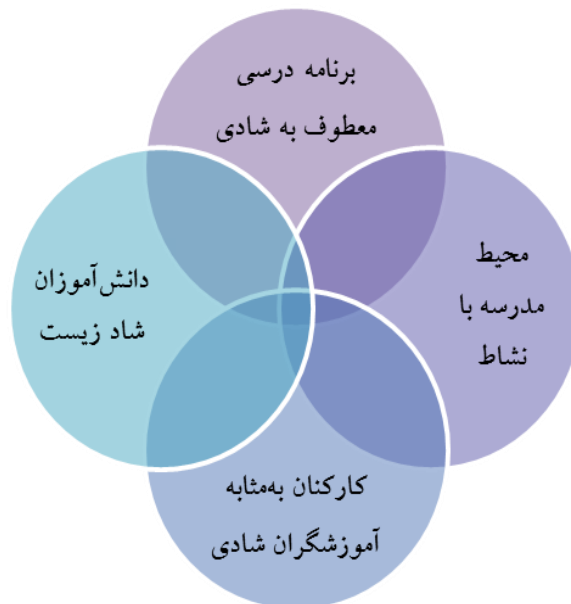 برنامه درسی
معطوف به شادی
محیط
مدرسه با
نشاط
دانش‌آموزان
شاد زیست
کارکنان به‌مثابه
آموزشگران شادی